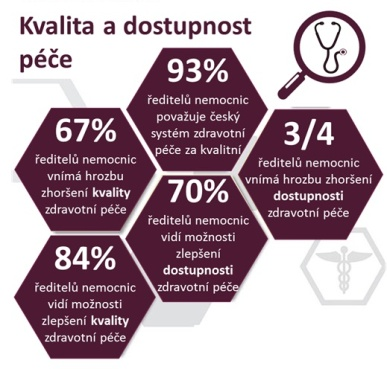 Kvalita a dostupnost
péče
93%
ředitelů nemocnic
považuje český
systém zdravotní
péče za kvalitní
67%
ředitelů nemocnic
vnímá hrozbu
zhoršení kvality
zdravotní péče
3/4
ředitelů nemocnic
vnímá hrozbu zhoršení
dostupnosti
zdravotní péče
70%
ředitelů nemocnic
vidí možnosti
zlepšení
dostupnosti
zdravotní péče
84%
ředitelů nemocnic
vidí možnosti
zlepšení kvality
zdravotní péče